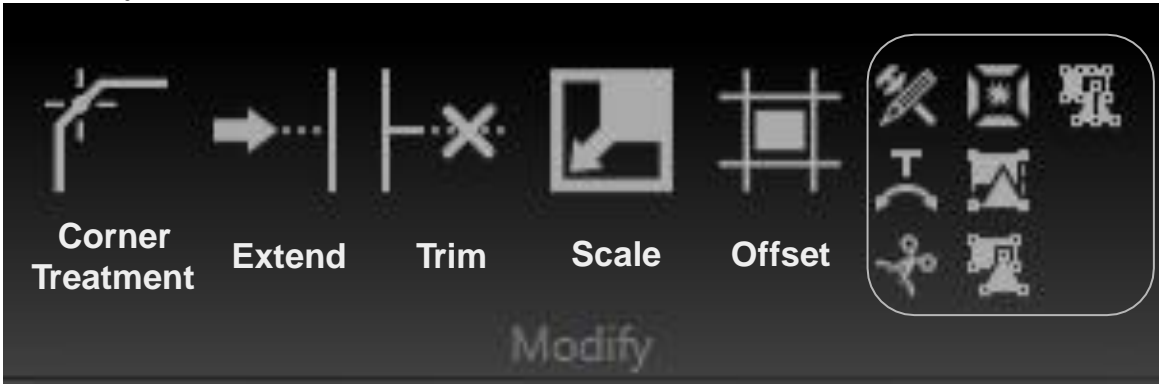 Corner
Treatment
Extend
Trim
Scale
Offset
Modify